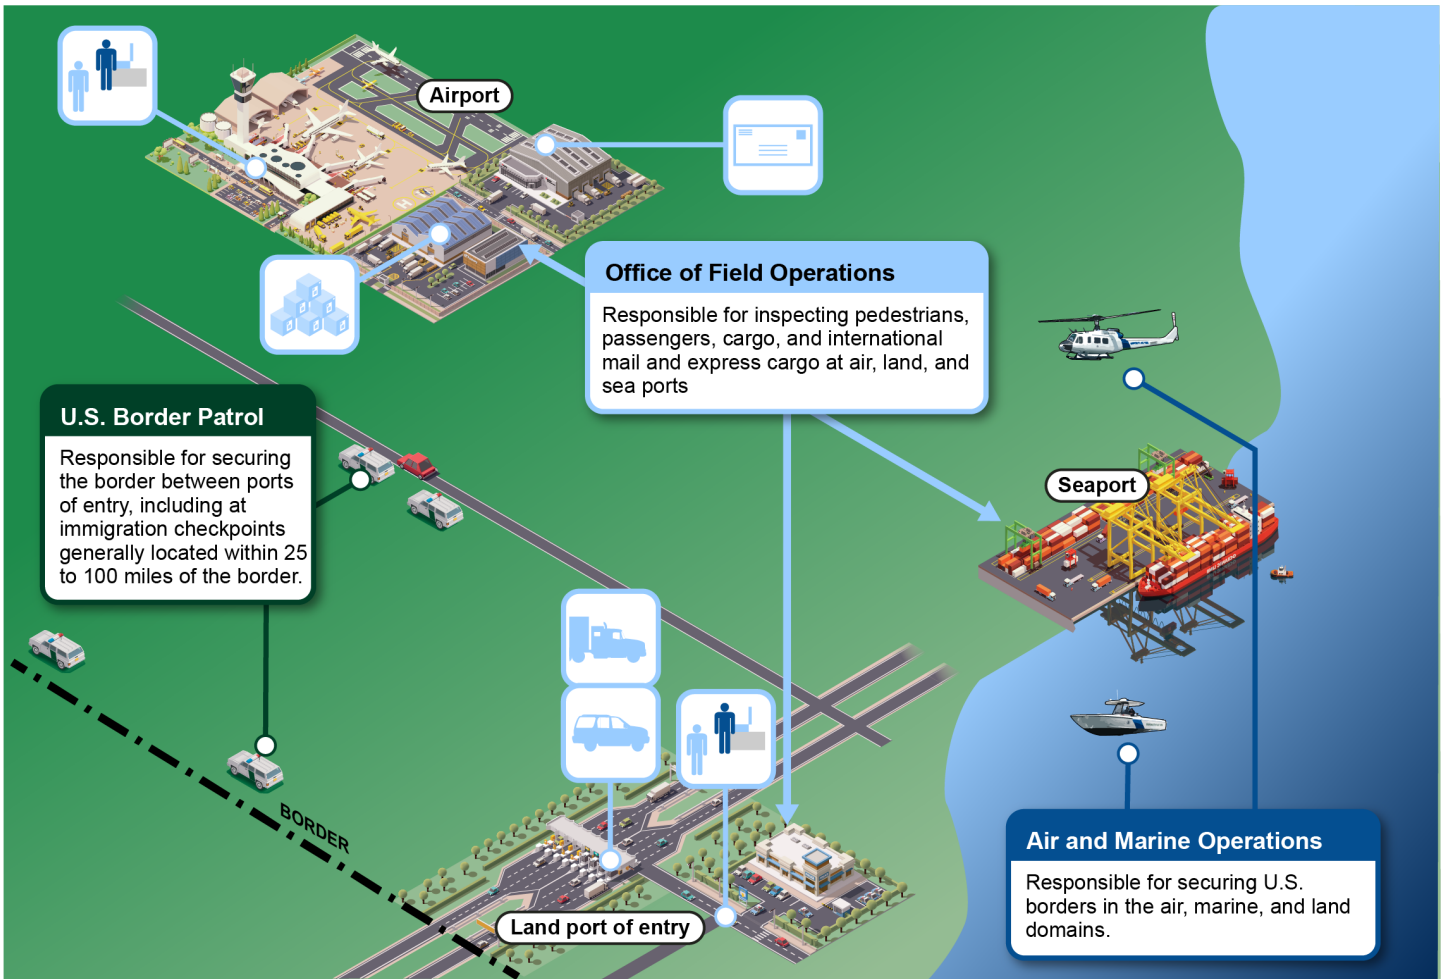 Airport
Office of Field Operations
Responsible for inspecting pedestrians,
passengers, cargo, and international
mail and express cargo at air, land, and
sea ports
U.S. Border Patrol
Responsible for securing
the border between ports
of entry, including at
immigration checkpoints
generally located within 25
to 100 miles of the border.
Seaport
BORDER
Land port of entry
Air and Marine Operations
Responsible for securing U.S.
borders in the air, marine, and land
domains.